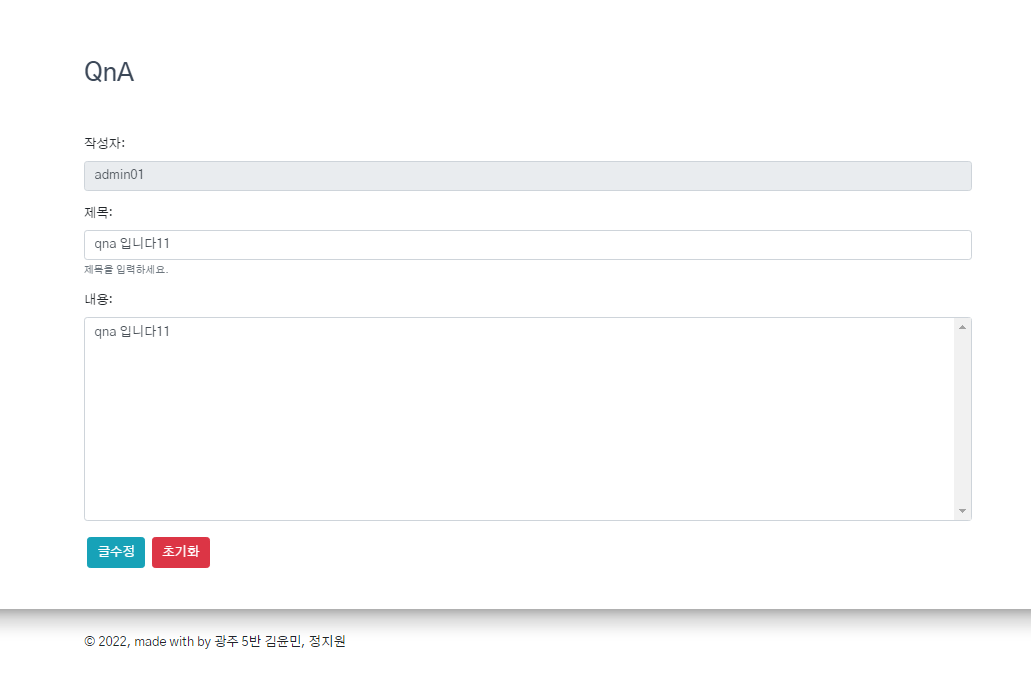 QnA
작성자:
admin01
제목:
qna 입니다11
제목을 입력하세요.
내용:
qna 입니다11
글수정 초기화
© 2022, made with by 광주 5반 김윤민, 정지원